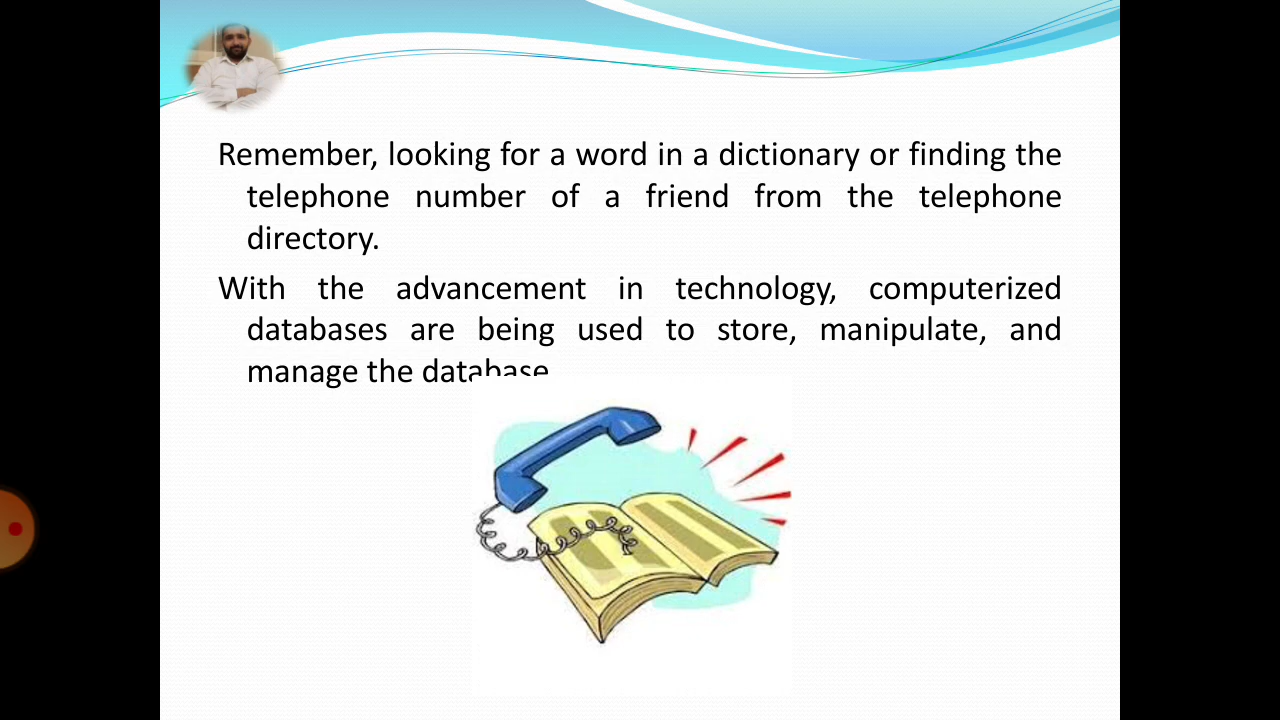 Remember, looking for a word in a dictionary or finding the
telephone number of a friend from the telephone
directory.
With the advancement in technology, computerized
databases are being used to store, manipulate, and
manage the database